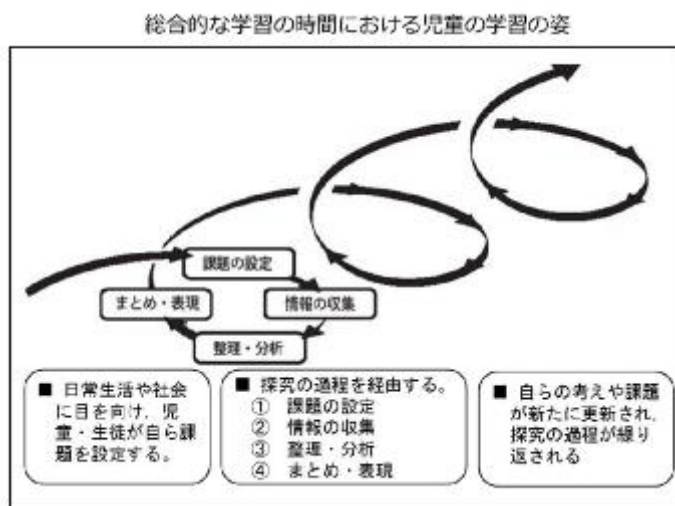 総合的な学習の時間における児童の学習の姿
課題の設定
まとめ・表現
情報の収集
整理・分析
■ 日常生活や社会
に目を向け、児
童・生徒が自ら課
題を設定する。
■ 探究の過程を経由する。
① 課題の設定
② 情報の収集
③ 整理・分析
④ まとめ・表現
■ 自らの考えや課題
が新たに更新され、
探究の過程が繰り
返される